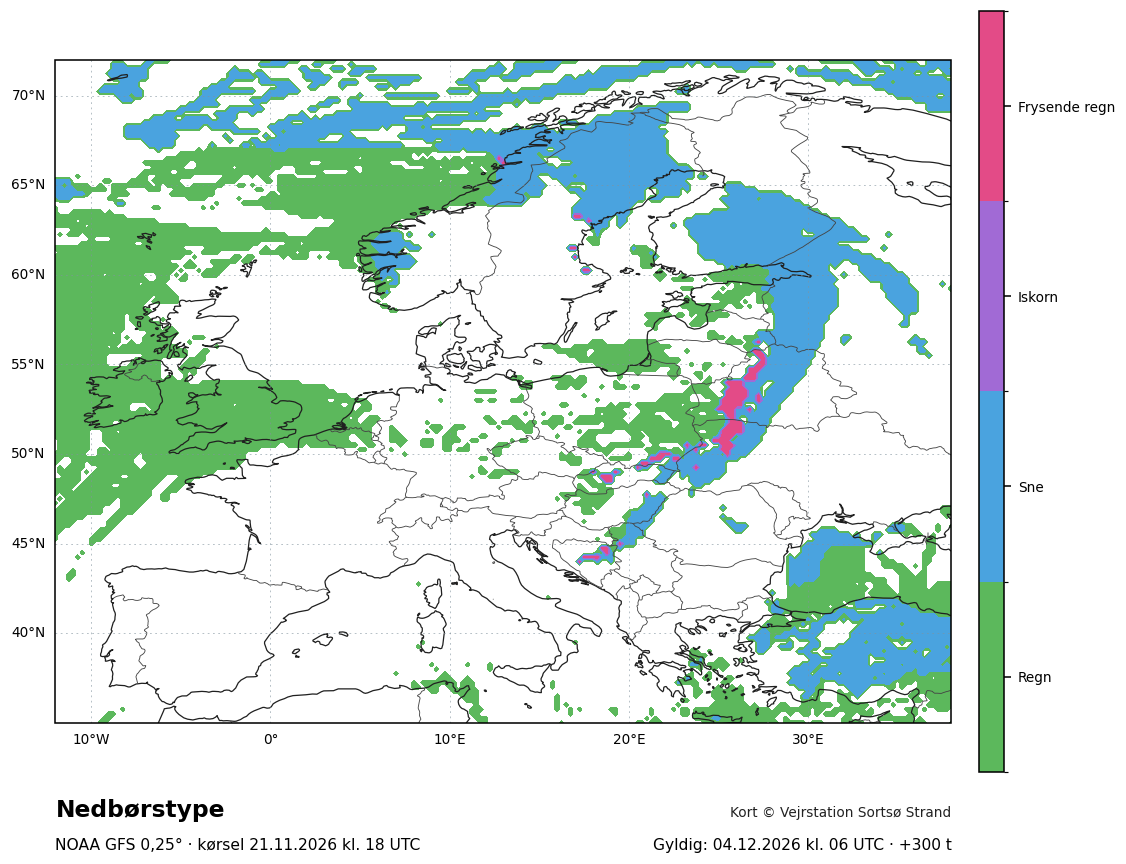 70°N
65°N
60°N
55°N
50°N
45°N
40°N
10°W
0°
10°E
20°E
30°E
Frysende regn
Iskorn
Sne
Regn
Nedbørstype
Kort © Vejrstation Sortsø Strand
NOAA GFS 0,25° · kørsel 21.11.2026 kl. 18 UTC
Gyldig: 04.12.2026 kl. 06 UTC · +300 t